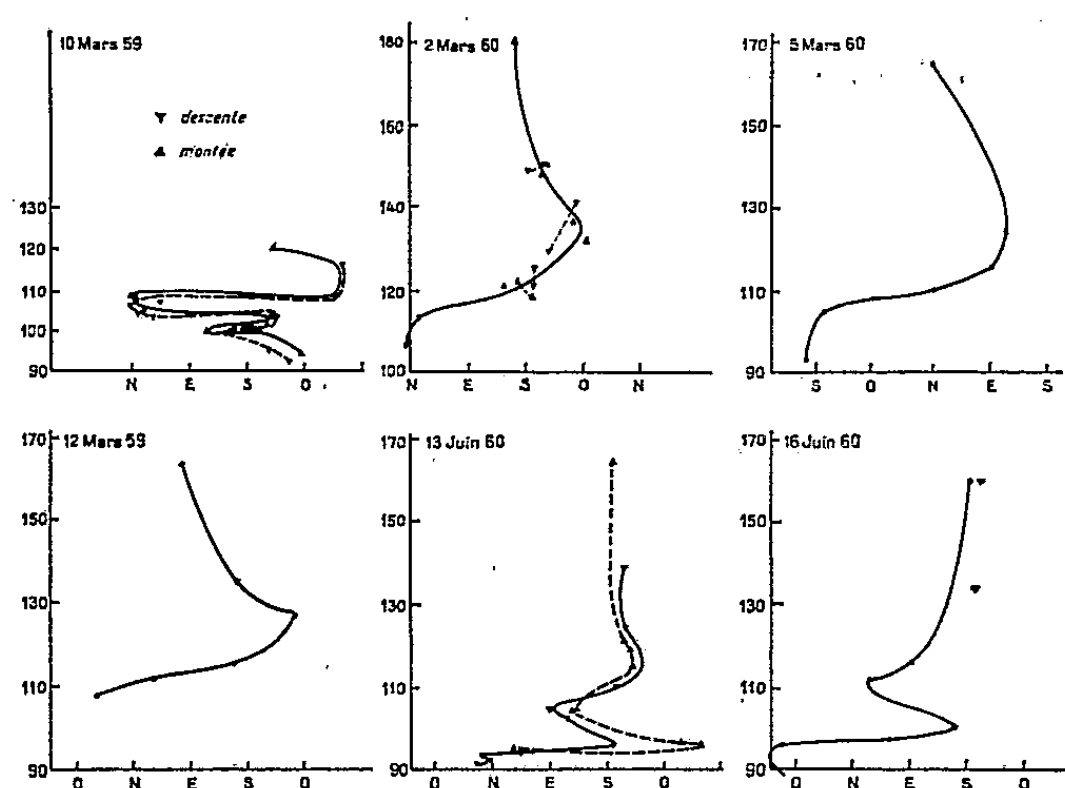 10 Mars 59
descente
montée
130
120
110
100
90
N E S O
2 Mars 60
180
160
140
120
100
N E S O N
5 Mars 60
170
150
130
110
90
S O N E S
12 Mars 59
170
150
130
110
90
O N E S O
13 Juin 60
170
150
130
110
90
O N E S O
16 Juin 60
170
150
130
110
90
O N E S O